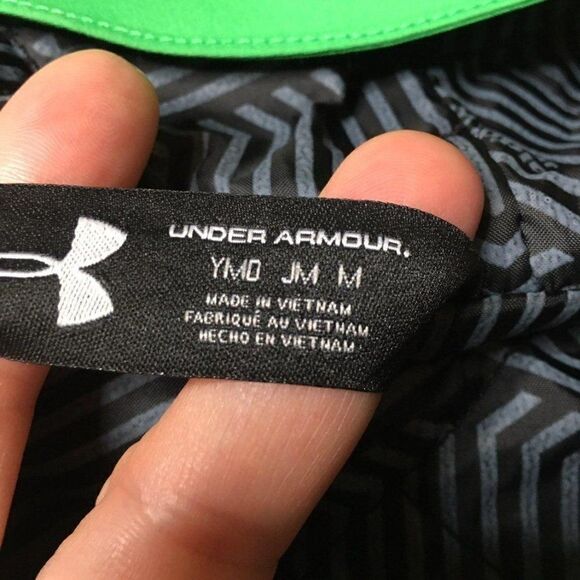 UNDER ARMOUR.
YMD JM M
MADE IN VIETNAM
FABRIQUÉ AU VIETNAM
HECHO EN VIETNAM